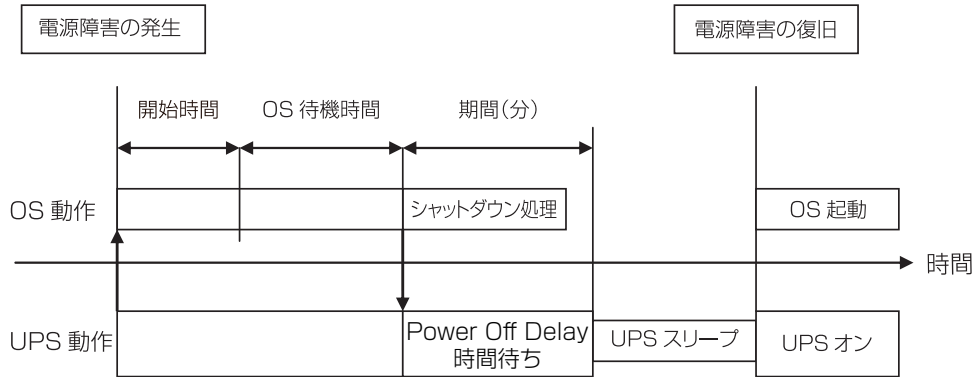 電源障害の発生
電源障害の復旧
開始時間
OS 待機時間
期間（分）
OS 動作
シャットダウン処理
OS 起動
時間
UPS 動作
Power Off Delay
時間待ち
UPS スリープ
UPS オン